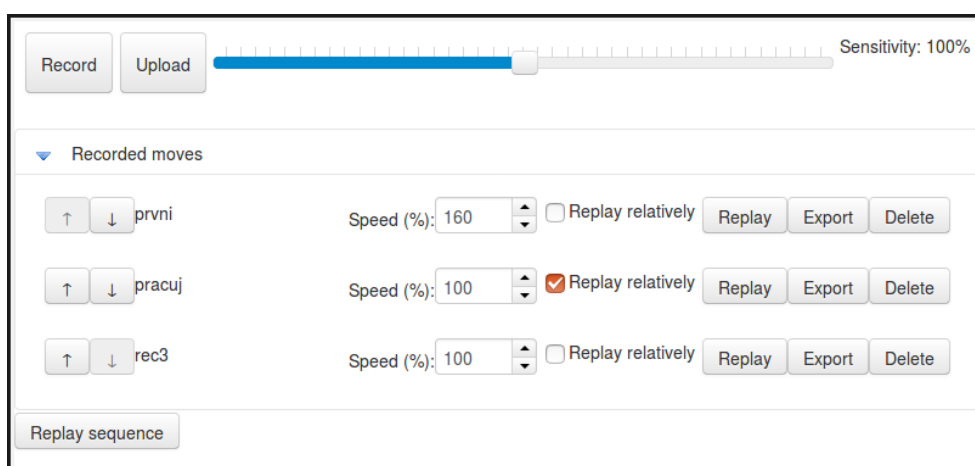 Record Upload Sensitivity: 100%
Recorded moves
↑ ↓ prvni Speed (%): 160 Replay relatively Replay Export Delete
↑ ↓ pracuj Speed (%): 100 Replay relatively Replay Export Delete
↑ ↓ rec3 Speed (%): 100 Replay relatively Replay Export Delete
Replay sequence